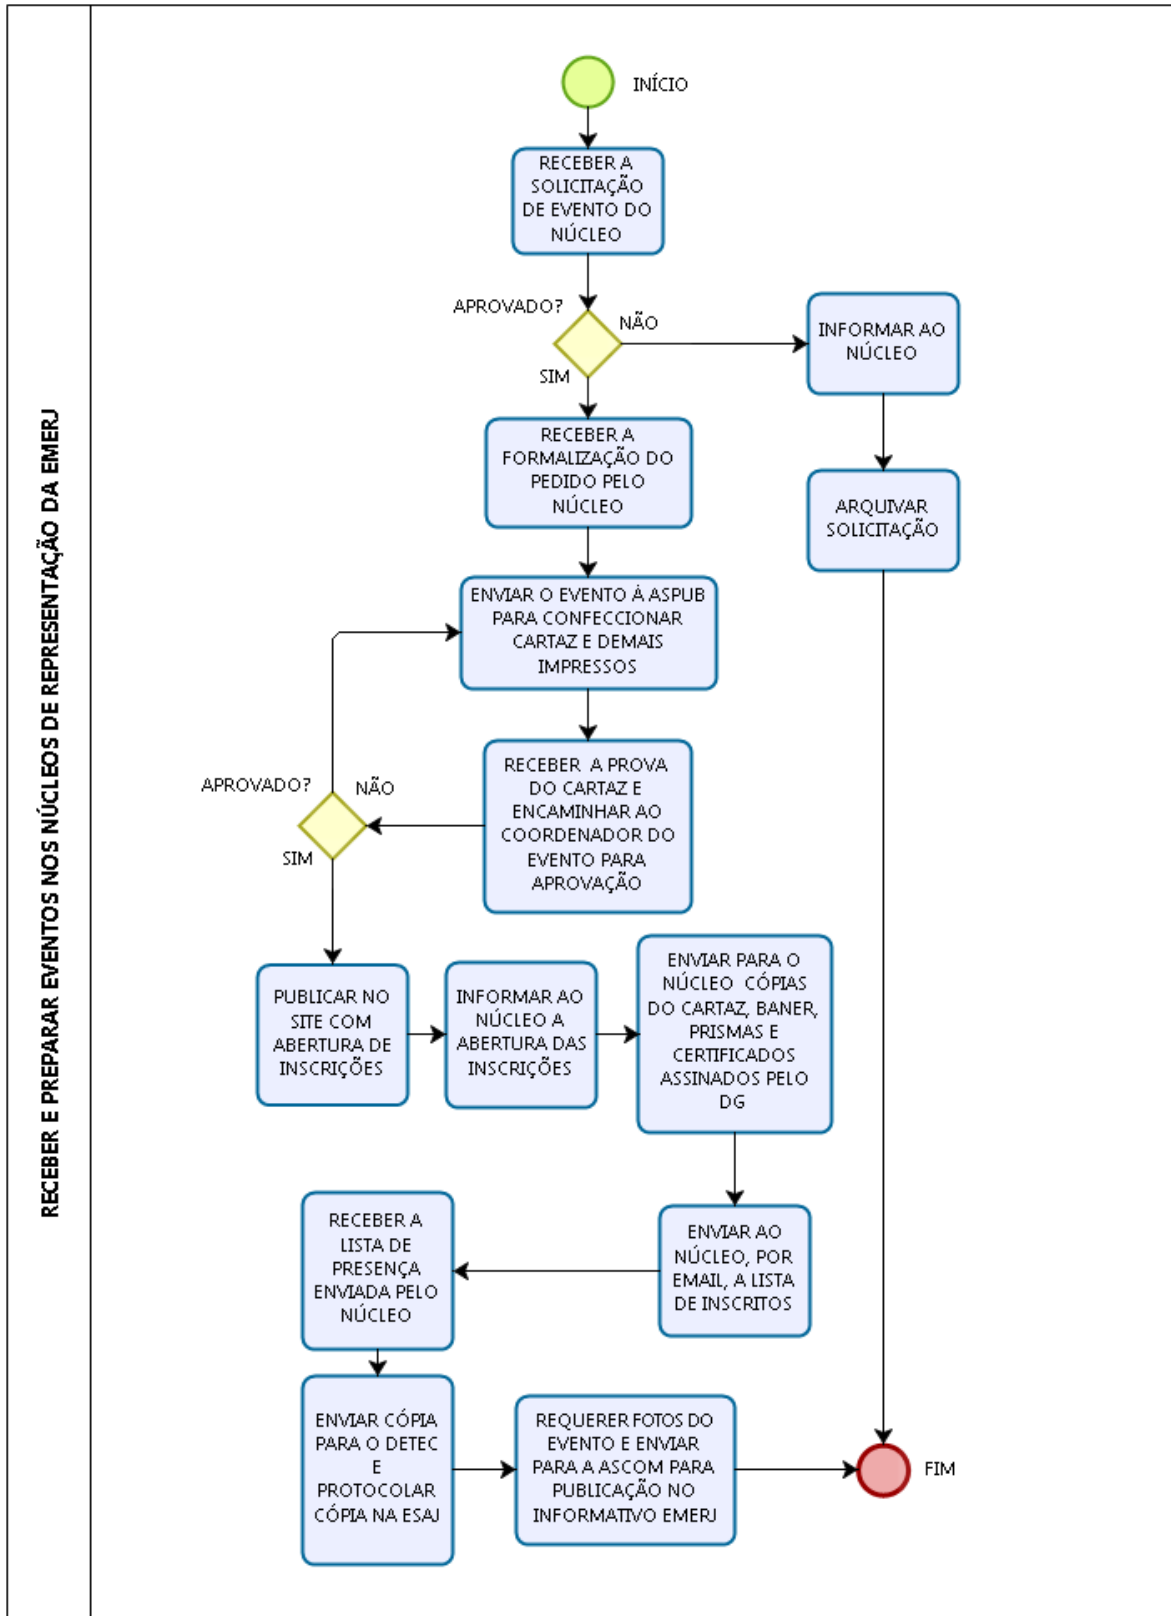 RECEBER E PREPARAR EVENTOS NOS NÚCLEOS DE REPRESENTAÇÃO DA EMERJ
INÍCIO
RECEBER A
SOLICITAÇÃO
DE EVENTO DO
NÚCLEO
APROVADO?
NÃO
SIM
INFORMAR AO
NÚCLEO
ARQUIVAR
SOLICITAÇÃO
RECEBER A
FORMALIZAÇÃO DO
PEDIDO PELO
NÚCLEO
ENVIAR O EVENTO À ASPUB
PARA CONFECCIONAR
CARTAZ E DEMAIS
IMPRESSOS
RECEBER A PROVA
DO CARTAZ E
ENCAMINHAR AO
COORDENADOR DO
EVENTO PARA
APROVAÇÃO
APROVADO?
NÃO
SIM
PUBLICAR NO
SITE COM
ABERTURA DE
INSCRIÇÕES
INFORMAR AO
NÚCLEO A
ABERTURA DAS
INSCRIÇÕES
ENVIAR PARA O
NÚCLEO CÓPIAS
DO CARTAZ, BANER,
PRISMAS E
CERTIFICADOS
ASSINADOS PELO
DG
ENVIAR AO
NÚCLEO, POR
EMAIL, A LISTA
DE INSCRITOS
RECEBER A
LISTA DE
PRESENÇA
ENVIADA PELO
NÚCLEO
ENVIAR CÓPIA
PARA O DETEC
E
PROTOCOLAR
CÓPIA NA ESAJ
REQUERER FOTOS DO
EVENTO E ENVIAR
PARA A ASCOM PARA
PUBLICAÇÃO NO
INFORMATIVO EMERJ
FIM